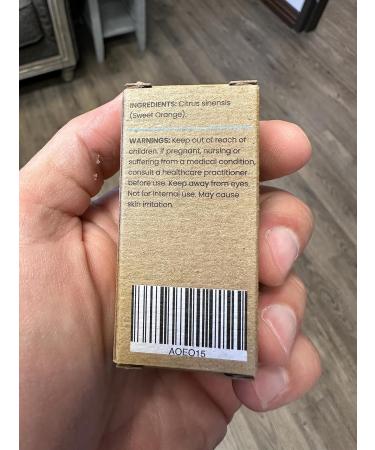 INGREDIENTS: Citrus sinensis
(Sweet Orange).
WARNINGS: Keep out of reach of
children. If pregnant, nursing or
suffering from a medical condition,
consult a healthcare practitioner
before use. Keep away from eyes.
Not for internal use. May cause
skin irritation.
AOEO15